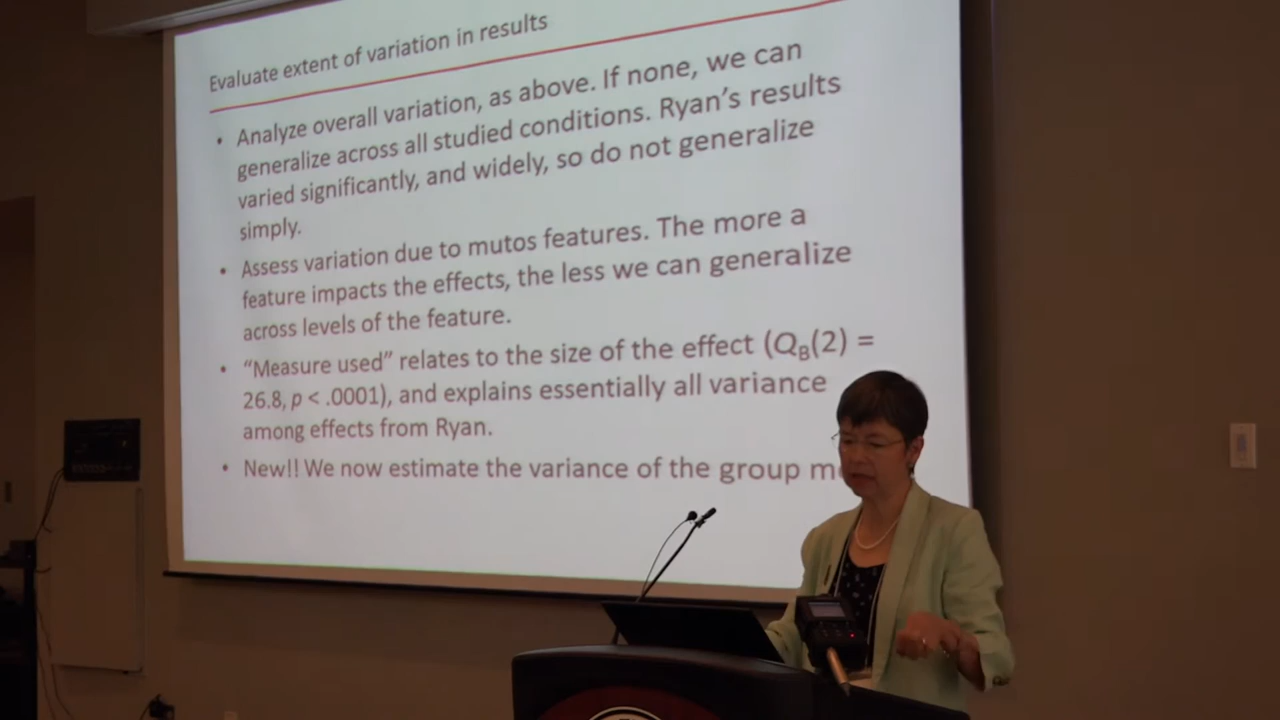 Evaluate extent of variation in results
• Analyze overall variation, as above. If none, we can
generalize across all studied conditions. Ryan's results
varied significantly, and widely, so do not generalize
simply.
• Assess variation due to mutos features. The more a
feature impacts the effects, the less we can generalize
across levels of the feature.
• “Measure used” relates to the size of the effect (QB(2) =
26.8, p < .0001), and explains essentially all variance
among effects from Ryan.
• New!! We now estimate the variance of the group